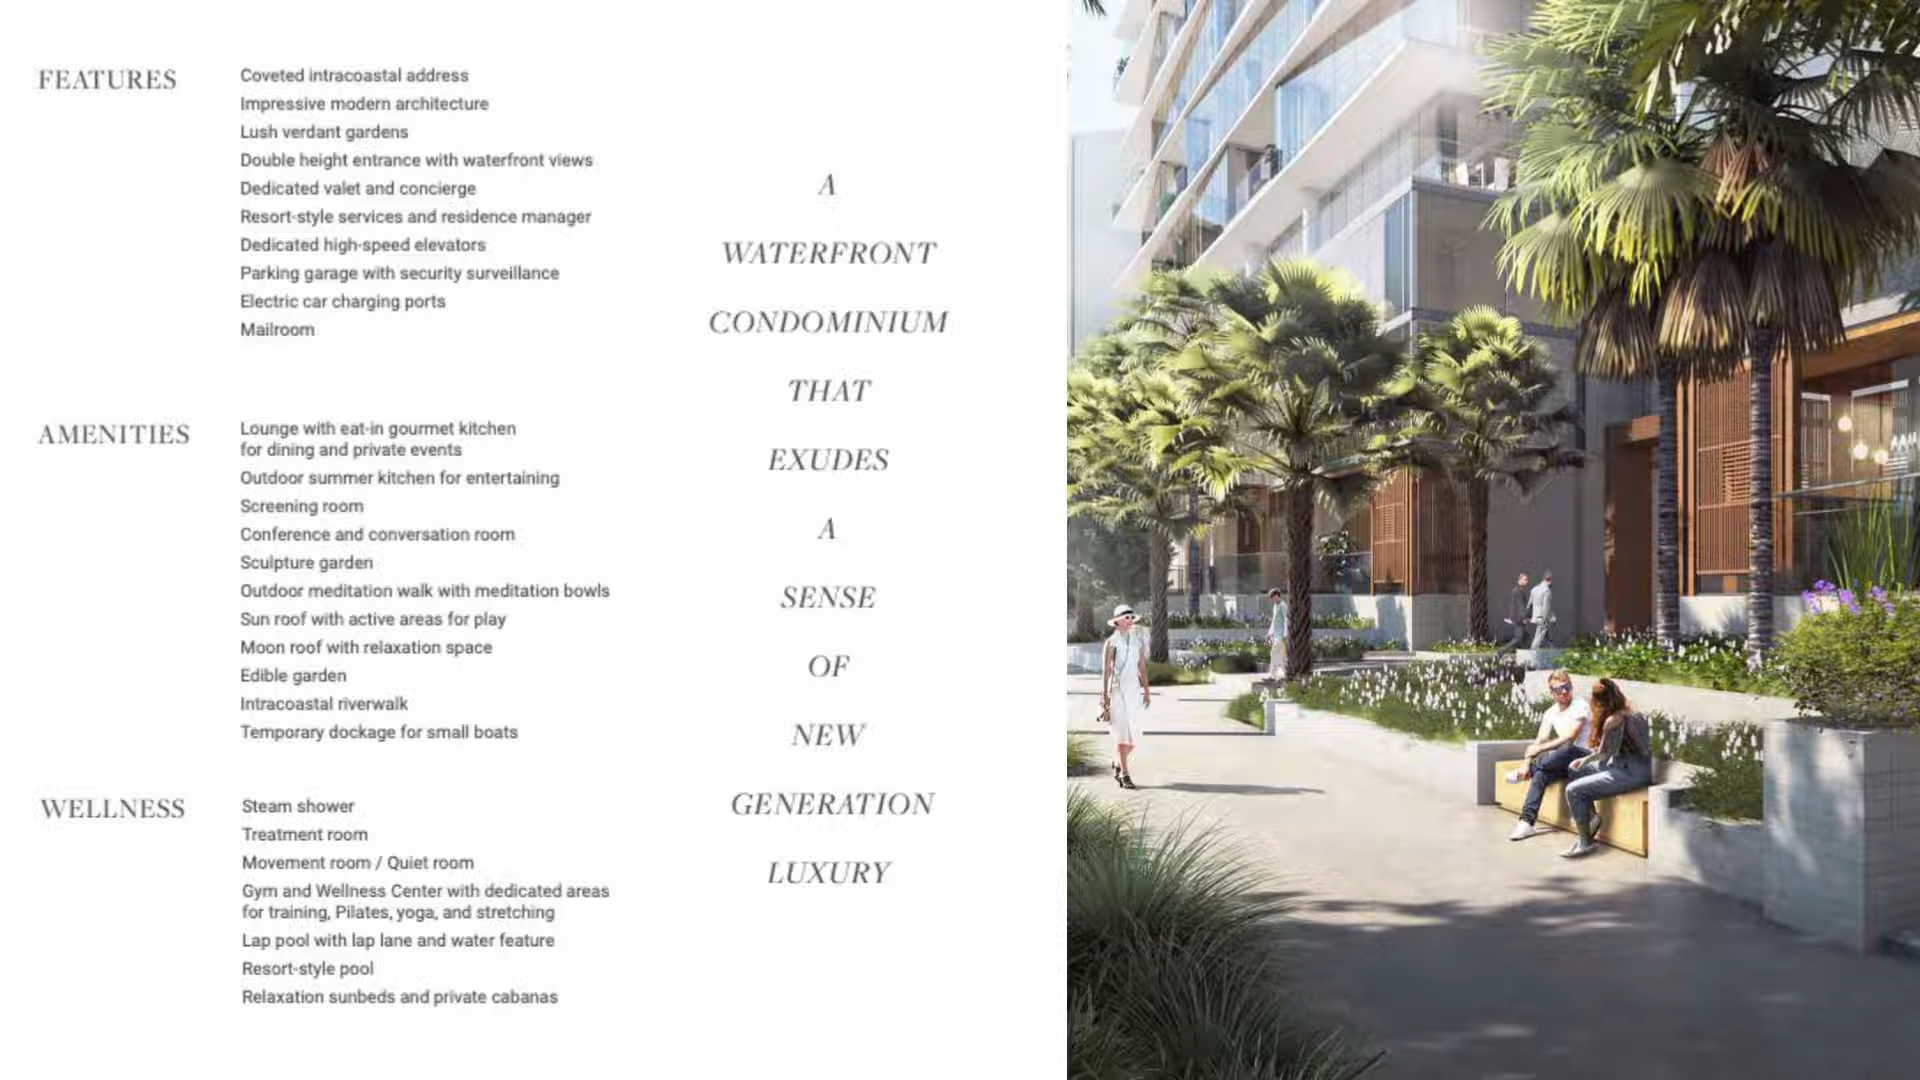 FEATURES
Coveted intracoastal address
Impressive modern architecture
Lush verdant gardens
Double height entrance with waterfront views
Dedicated valet and concierge
Resort-style services and residence manager
Dedicated high-speed elevators
Parking garage with security surveillance
Electric car charging ports
Mailroom
AMENITIES
Lounge with eat-in gourmet kitchen
for dining and private events
Outdoor summer kitchen for entertaining
Screening room
Conference and conversation room
Sculpture garden
Outdoor meditation walk with meditation bowls
Sun roof with active areas for play
Moon roof with relaxation space
Edible garden
Intracoastal riverwalk
Temporary dockage for small boats
WELLNESS
Steam shower
Treatment room
Movement room / Quiet room
Gym and Wellness Center with dedicated areas
for training, Pilates, yoga, and stretching
Lap pool with lap lane and water feature
Resort-style pool
Relaxation sunbeds and private cabanas
A
WATERFRONT
CONDOMINIUM
THAT
EXUDES
A
SENSE
OF
NEW
GENERATION
LUXURY